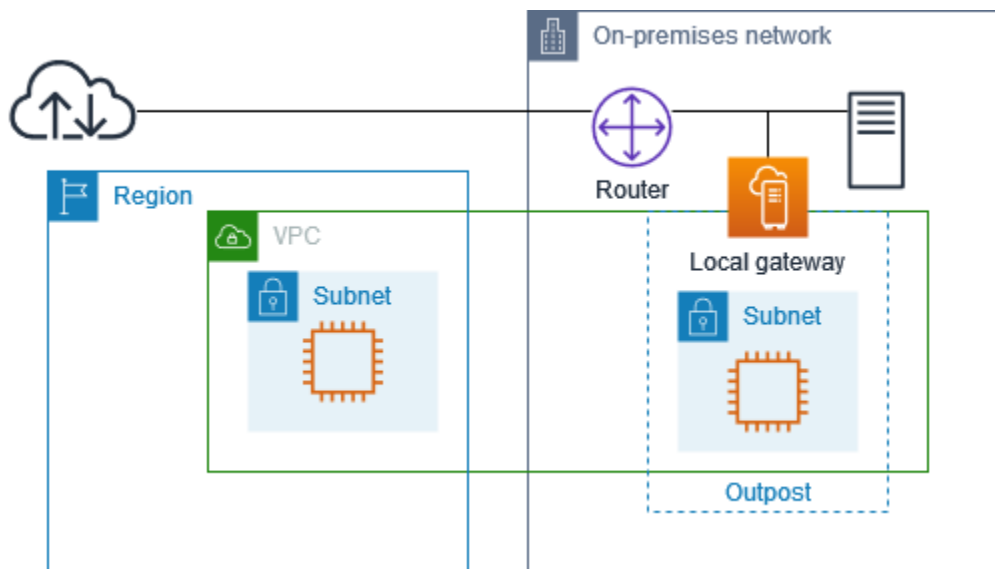 On-premises network
Router
Region
VPC
Local gateway
Subnet
Subnet
Outpost